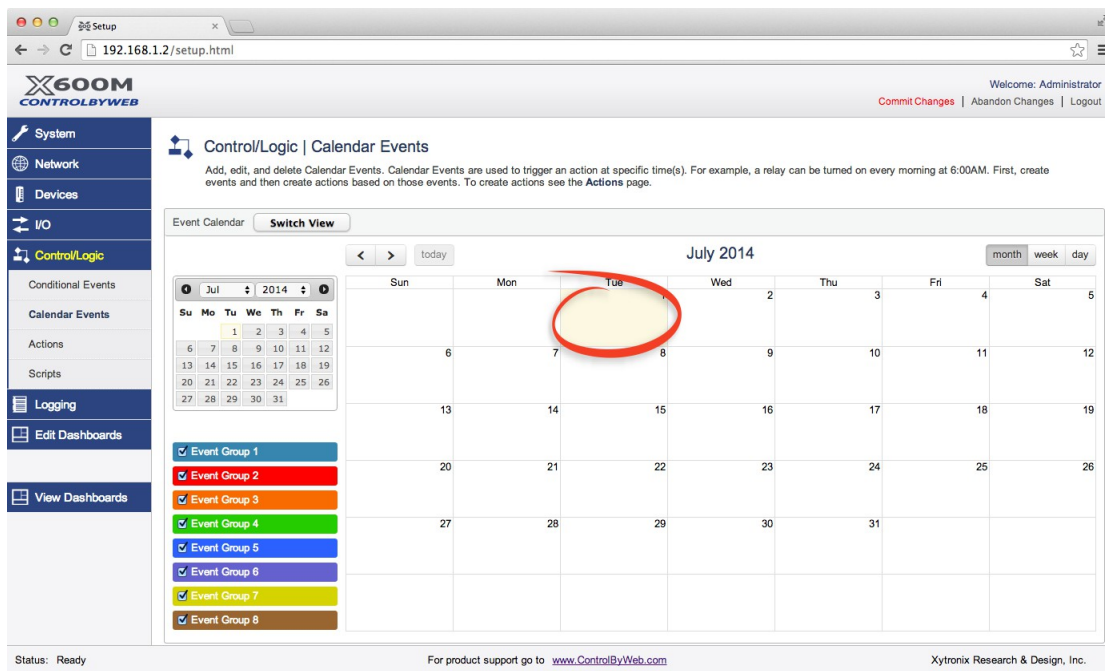 Setup
192.168.1.2/setup.html
X600M
CONTROLBYWEB
Welcome: Administrator
Commit Changes | Abandon Changes | Logout
System
Network
Devices
I/O
Control/Logic
Conditional Events
Calendar Events
Actions
Scripts
Logging
Edit Dashboards
View Dashboards
Control/Logic | Calendar Events
Add, edit, and delete Calendar Events. Calendar Events are used to trigger an action at specific time(s). For example, a relay can be turned on every morning at 6:00AM. First, create
events and then create actions based on those events. To create actions see the Actions page.
Event Calendar Switch View
Jul 2014
Su Mo Tu We Th Fr Sa
1 2 3 4 5
6 7 8 9 10 11 12
13 14 15 16 17 18 19
20 21 22 23 24 25 26
27 28 29 30 31
Event Group 1
Event Group 2
Event Group 3
Event Group 4
Event Group 5
Event Group 6
Event Group 7
Event Group 8
< > today July 2014 month week day
Sun Mon Tue Wed Thu Fri Sat
1 2 3 4 5
6 7 8 9 10 11 12
13 14 15 16 17 18 19
20 21 22 23 24 25 26
27 28 29 30 31
Status: Ready
For product support go to www.ControlByWeb.com
Xytronix Research & Design, Inc.